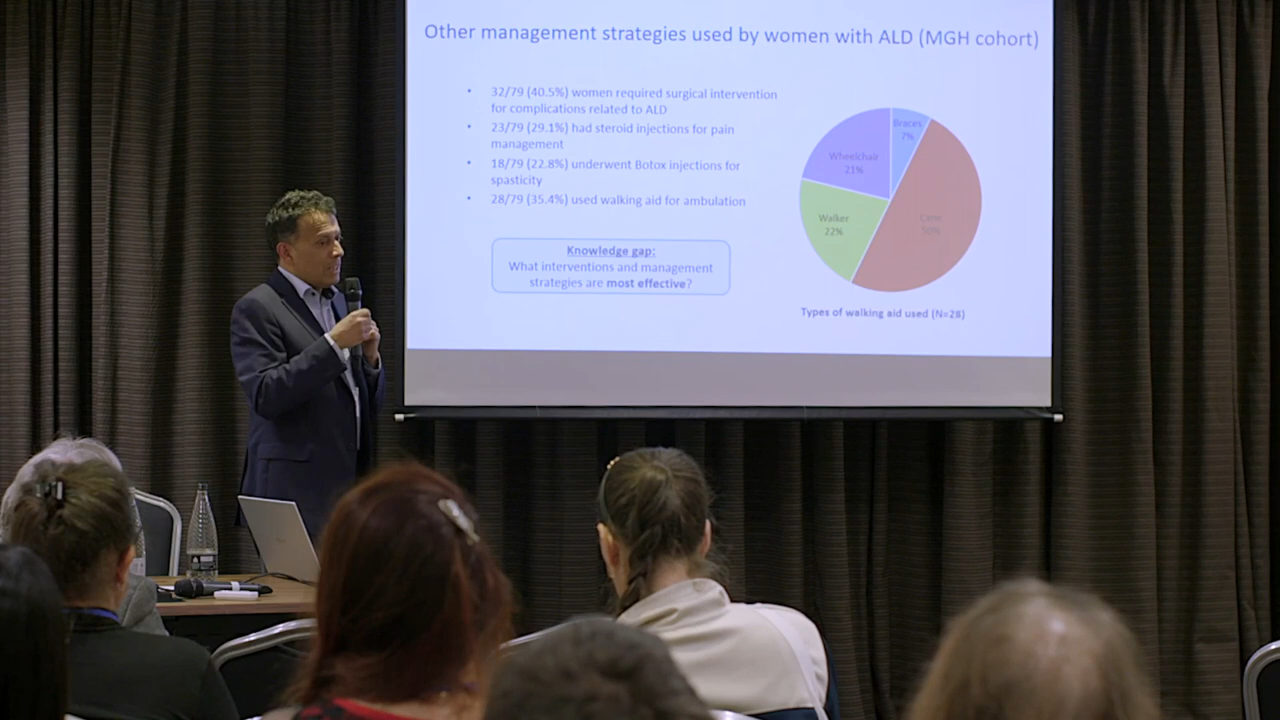 Other management strategies used by women with ALD (MGH cohort)
• 32/79 (40.5%) women required surgical intervention
for complications related to ALD
• 23/79 (29.1%) had steroid injections for pain
management
• 18/79 (22.8%) underwent Botox injections for
spasticity
• 28/79 (35.4%) used walking aid for ambulation
Knowledge gap:
What interventions and management
strategies are most effective?
Braces
7%
Wheelchair
21%
Walker
22%
Cane
50%
Types of walking aid used (N=28)